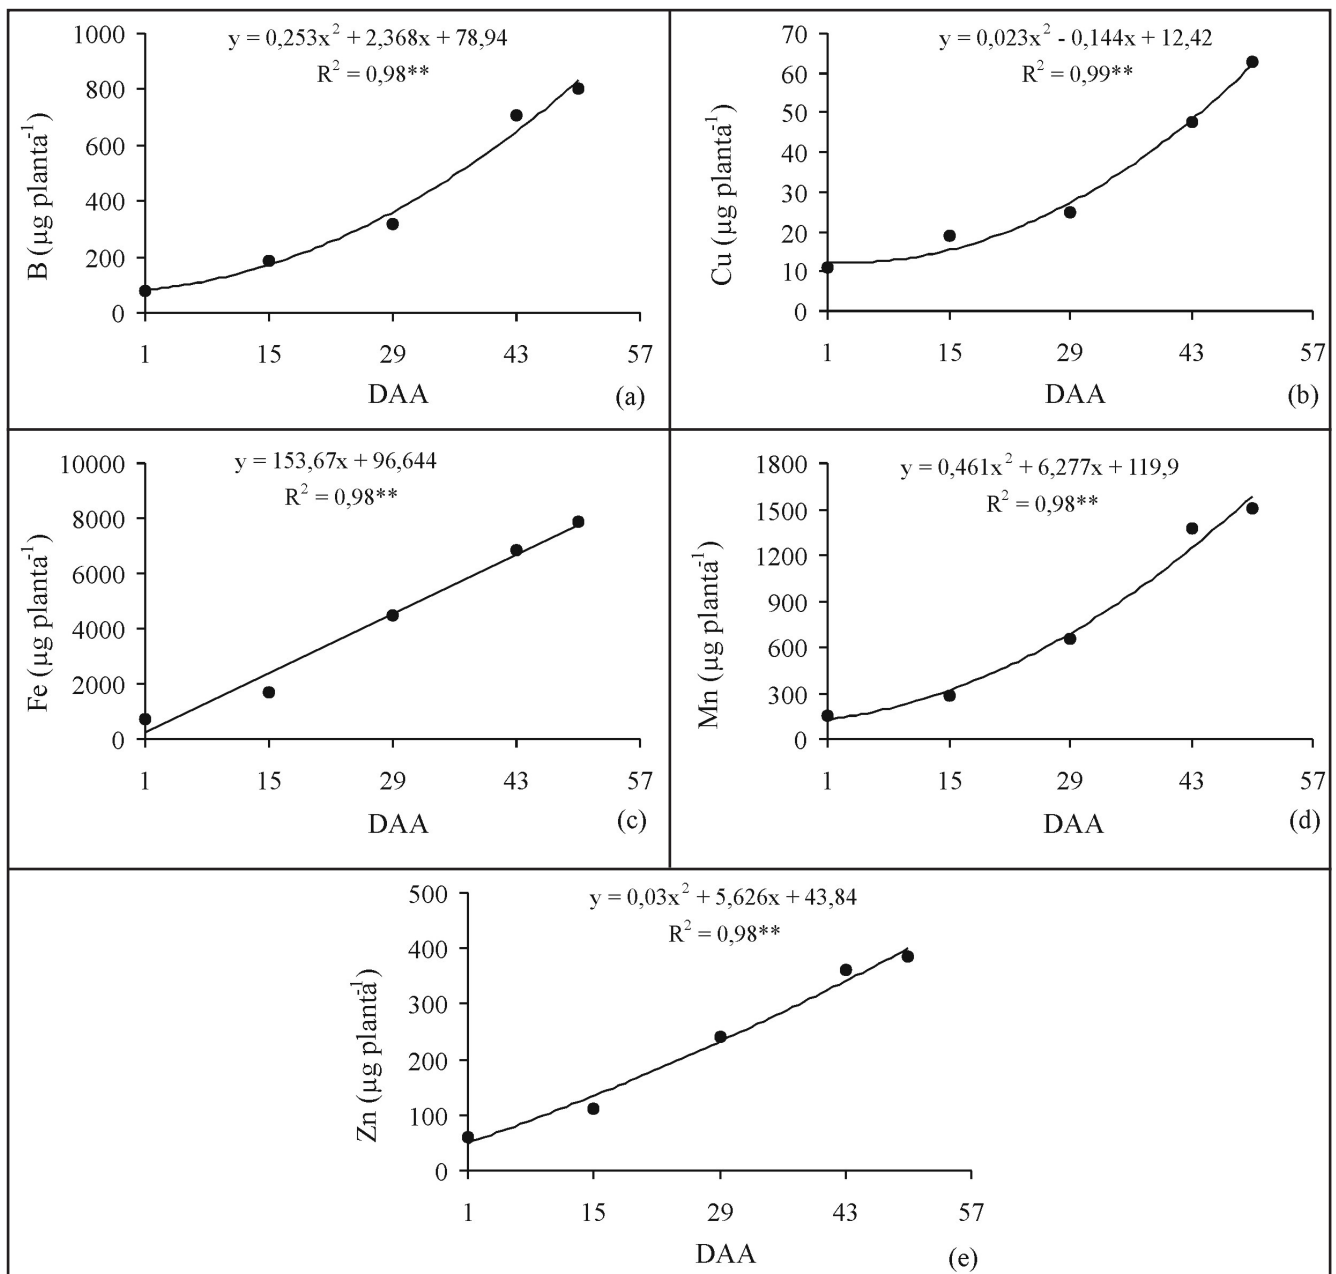 y = 0,253x² + 2,368x + 78,94
R² = 0,98**
1000
800
600
400
200
0
B (µg planta⁻¹)
1 15 29 43 57
DAA
(a)
y = 0,023x² - 0,144x + 12,42
R² = 0,99**
70
60
50
40
30
20
10
0
Cu (µg planta⁻¹)
1 15 29 43 57
DAA
(b)
y = 153,67x + 96,644
R² = 0,98**
10000
8000
6000
4000
2000
0
Fe (µg planta⁻¹)
1 15 29 43 57
DAA
(c)
y = 0,461x² + 6,277x + 119,9
R² = 0,98**
1800
1500
1200
900
600
300
0
Mn (µg planta⁻¹)
1 15 29 43 57
DAA
(d)
y = 0,03x² + 5,626x + 43,84
R² = 0,98**
500
400
300
200
100
0
Zn (µg planta⁻¹)
1 15 29 43 57
DAA
(e)